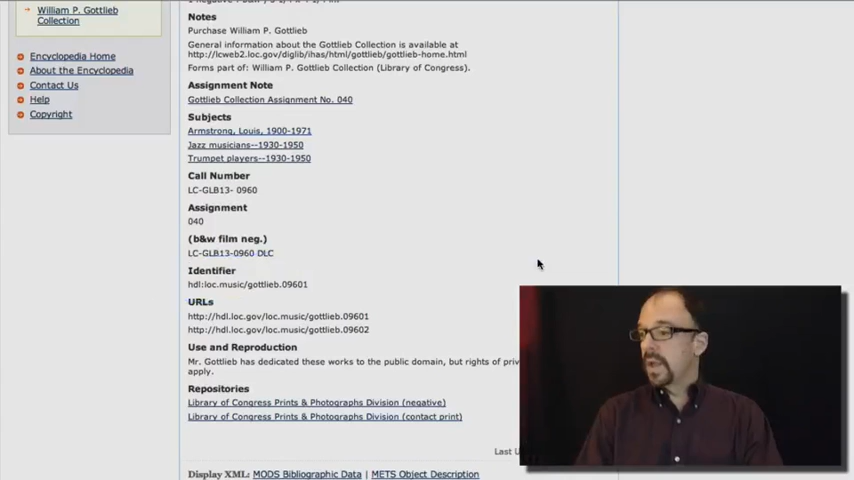 William P. Gottlieb
Collection
Encyclopedia Home
About the Encyclopedia
Contact Us
Help
Copyright
Notes
Purchase William P. Gottlieb
General information about the Gottlieb Collection is available at
http://lcweb2.loc.gov/diglib/ihas/html/gottlieb/gottlieb-home.html
Forms part of: William P. Gottlieb Collection (Library of Congress).
Assignment Note
Gottlieb Collection Assignment No. 040
Subjects
Armstrong, Louis, 1900-1971
Jazz musicians--1930-1950
Trumpet players--1930-1950
Call Number
LC-GLB13- 0960
Assignment
040
(b&w film neg.)
LC-GLB13-0960 DLC
Identifier
hdl:loc.music/gottlieb.09601
URLs
http://hdl.loc.gov/loc.music/gottlieb.09601
http://hdl.loc.gov/loc.music/gottlieb.09602
Use and Reproduction
Mr. Gottlieb has dedicated these works to the public domain, but rights of
apply.
Repositories
Library of Congress Prints & Photographs Division (negative)
Library of Congress Prints & Photographs Division (contact print)
Last
Display XML: MODS Bibliographic Data | METS Object Description